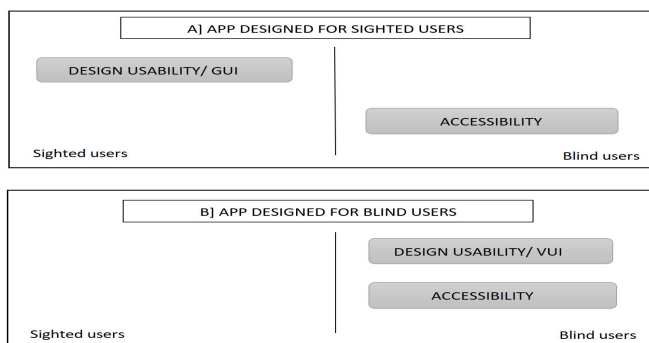 A] APP DESIGNED FOR SIGHTED USERS
DESIGN USABILITY/ GUI
ACCESSIBILITY
Sighted users
Blind users
B] APP DESIGNED FOR BLIND USERS
DESIGN USABILITY/ VUI
ACCESSIBILITY
Sighted users
Blind users